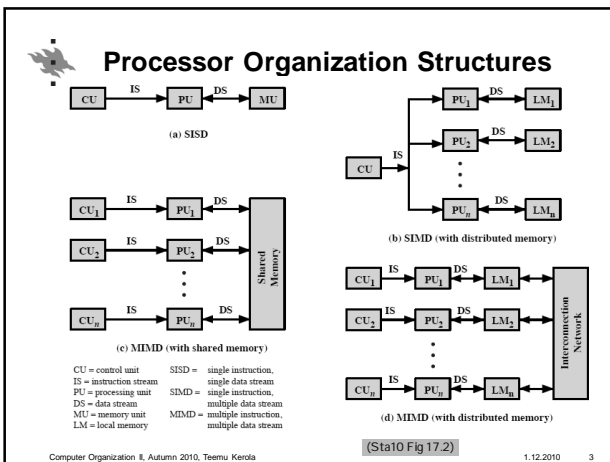 Processor Organization Structures
CU IS PU DS MU
(a) SISD
CU IS
PU1 DS LM1
PU2 DS LM2
PUn DS LMn
(b) SIMD (with distributed memory)
CU1 IS PU1 DS
CU2 IS PU2 DS
CUn IS PUn DS
Shared Memory
(c) MIMD (with shared memory)
CU1 IS PU1 DS LM1
CU2 IS PU2 DS LM2
CUn IS PUn DS LMn
Interconnection Network
(d) MIMD (with distributed memory)
CU = control unit SISD = single instruction,
IS = instruction stream single data stream
PU = processing unit SIMD = single instruction,
DS = data stream multiple data stream
MU = memory unit MIMD = multiple instruction,
LM = local memory multiple data stream
(Sta10 Fig 17.2)
Computer Organization II, Autumn 2010, Teemu Kerola 1.12.2010 3